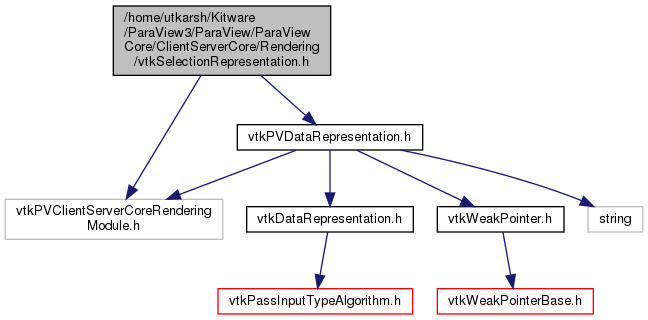 /home/utkarsh/Kitware
/ParaView3/ParaView/ParaView
Core/ClientServerCore/Rendering
/vtkSelectionRepresentation.h
vtkPVDataRepresentation.h
vtkPVClientServerCoreRendering
Module.h
vtkDataRepresentation.h
vtkWeakPointer.h
string
vtkPassInputTypeAlgorithm.h
vtkWeakPointerBase.h